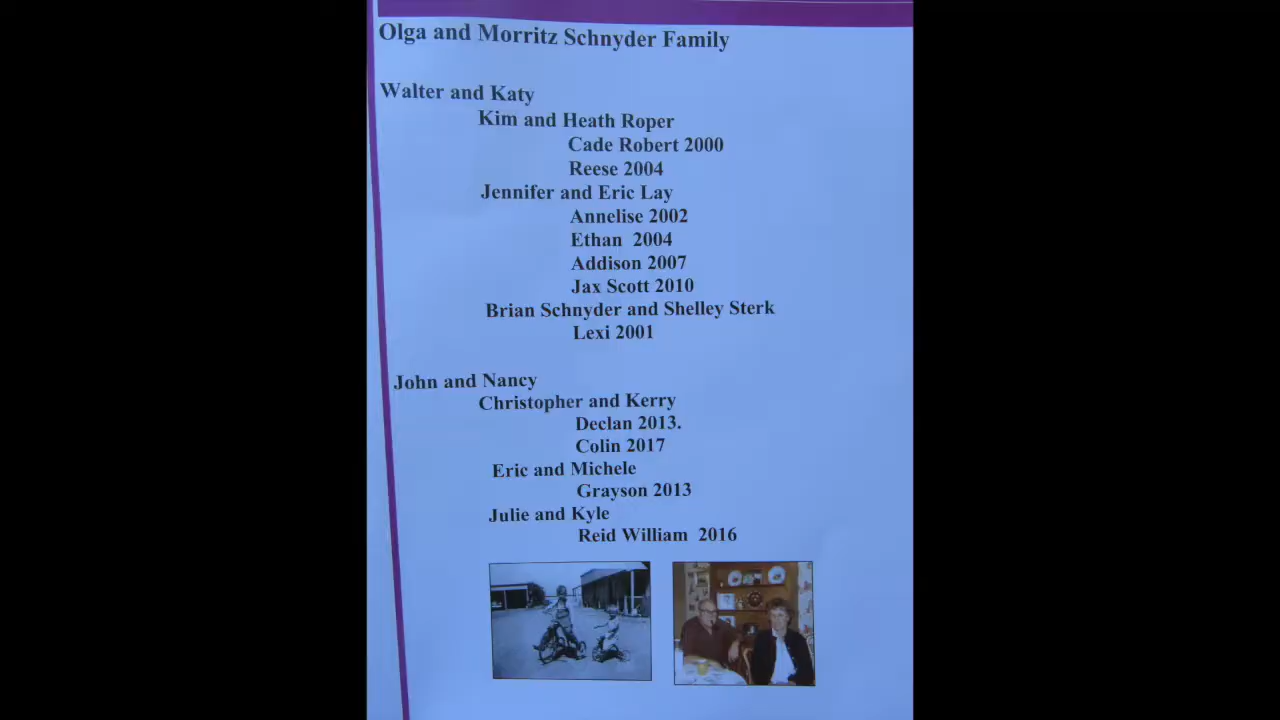 Olga and Morritz Schnyder Family
Walter and Katy
Kim and Heath Roper
Cade Robert 2000
Reese 2004
Jennifer and Eric Lay
Annelise 2002
Ethan 2004
Addison 2007
Jax Scott 2010
Brian Schnyder and Shelley Sterk
Lexi 2001
John and Nancy
Christopher and Kerry
Declan 2013.
Colin 2017
Eric and Michele
Grayson 2013
Julie and Kyle
Reid William 2016